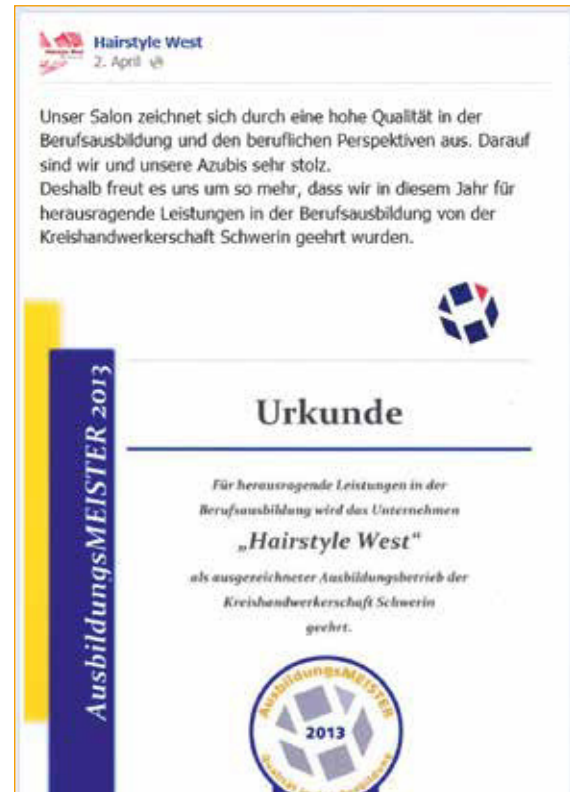 Hairstyle West
2. April
Unser Salon zeichnet sich durch eine hohe Qualität in der
Berufsausbildung und den beruflichen Perspektiven aus. Darauf
sind wir und unsere Azubis sehr stolz.
Deshalb freut es uns um so mehr, dass wir in diesem Jahr für
herausragende Leistungen in der Berufsausbildung von der
Kreishandwerkerschaft Schwerin geehrt wurden.
AusbildungsMEISTER 2013
Urkunde
Für herausragende Leistungen in der
Berufsausbildung wird das Unternehmen
„Hairstyle West“
als ausgezeichneter Ausbildungsbetrieb der
Kreishandwerkerschaft Schwerin
geehrt.
AusbildungsMEISTER
2013